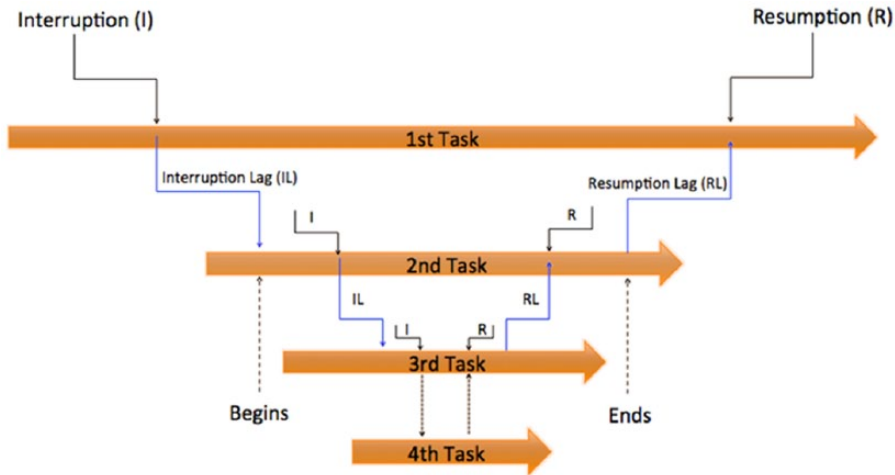 Interruption (I)
Resumption (R)
1st Task
Interruption Lag (IL)
Resumption Lag (RL)
I
R
2nd Task
IL
RL
I
R
3rd Task
Begins
Ends
4th Task